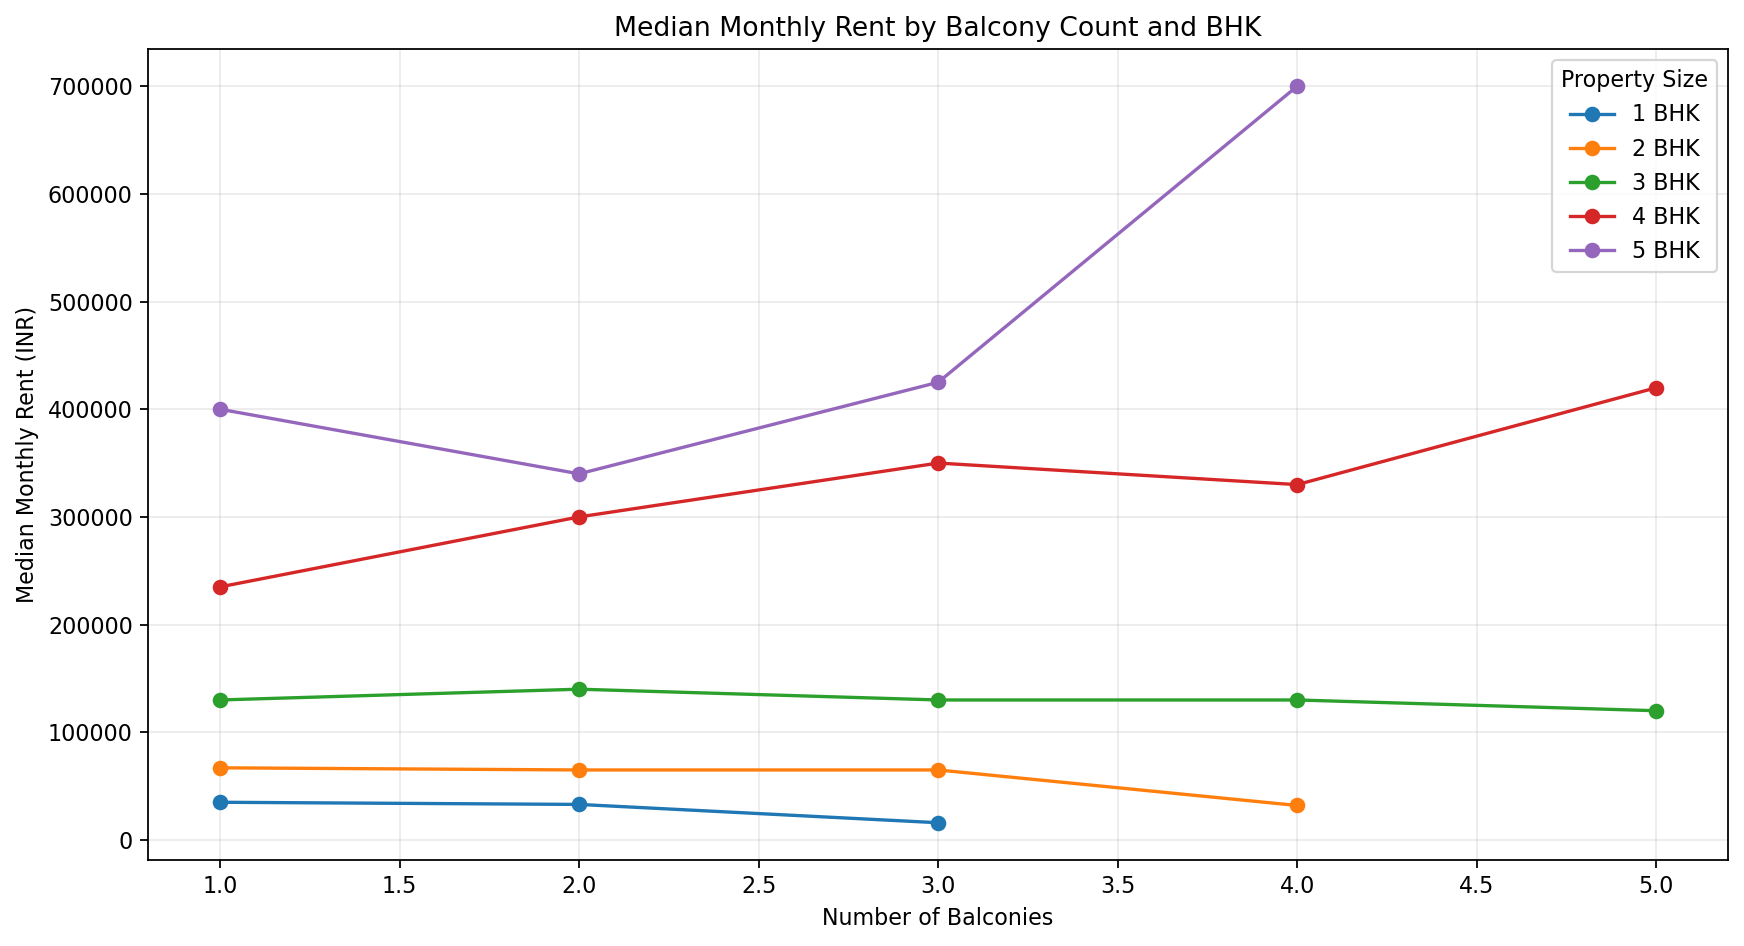 Median Monthly Rent by Balcony Count and BHK
Property Size
1 BHK
2 BHK
3 BHK
4 BHK
5 BHK
Median Monthly Rent (INR)
700000
600000
500000
400000
300000
200000
100000
0
1.0 1.5 2.0 2.5 3.0 3.5 4.0 4.5 5.0
Number of Balconies